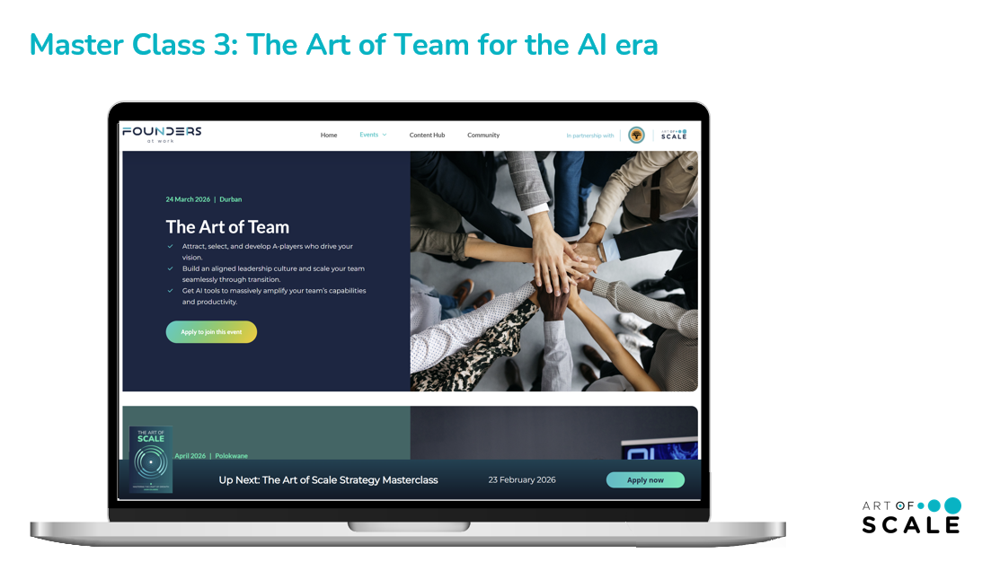 Master Class 3: The Art of Team for the AI era
FOUNDERS
at work
Home
Events
Content Hub
Community
In partnership with
ART OF
SCALE
24 March 2026 | Durban
The Art of Team
Attract, select, and develop A-players who drive your
vision.
Build an aligned leadership culture and scale your team
seamlessly through transition.
Get AI tools to massively amplify your team's capabilities
and productivity.
Apply to join this event
THE ART OF
SCALE
April 2026 | Polokwane
Up Next: The Art of Scale Strategy Masterclass
23 February 2026
Apply now
ART OF
SCALE